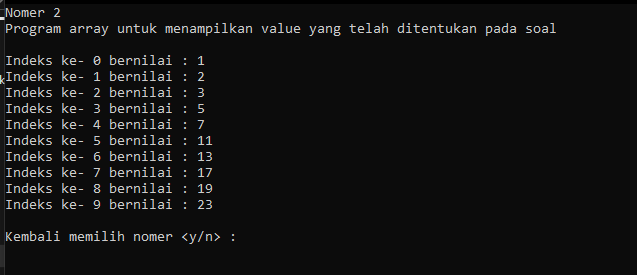 Nomer 2
Program array untuk menampilkan value yang telah ditentukan pada soal
Indeks ke- 0 bernilai : 1
Indeks ke- 1 bernilai : 2
Indeks ke- 2 bernilai : 3
Indeks ke- 3 bernilai : 5
Indeks ke- 4 bernilai : 7
Indeks ke- 5 bernilai : 11
Indeks ke- 6 bernilai : 13
Indeks ke- 7 bernilai : 17
Indeks ke- 8 bernilai : 19
Indeks ke- 9 bernilai : 23
Kembali memilih nomer <y/n> :